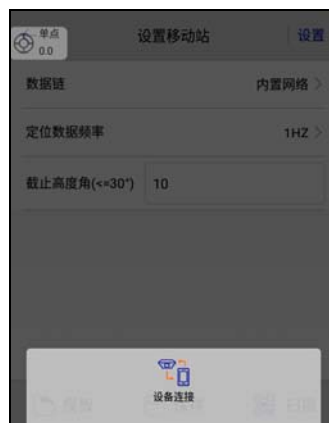 单点
0.0
设置移动站
设置
数据链
内置网络
定位数据频率
1HZ
截止高度角(<=30°)
10
设备连接